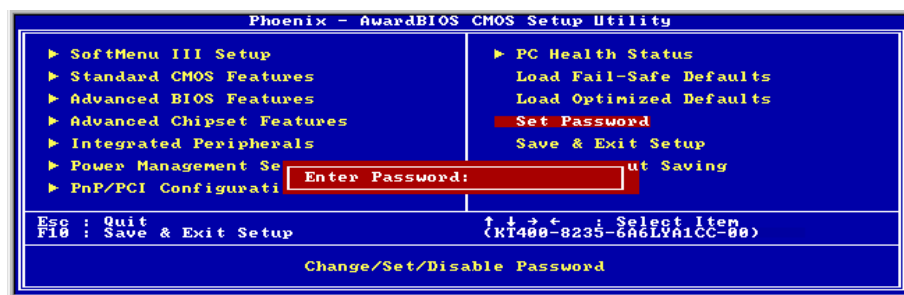 Phoenix - AwardBIOS CMOS Setup Utility
SoftMenu III Setup
Standard CMOS Features
Advanced BIOS Features
Advanced Chipset Features
Integrated Peripherals
Power Management Se
PnP/PCI Configurati
PC Health Status
Load Fail-Safe Defaults
Load Optimized Defaults
Set Password
Save & Exit Setup
ut Saving
Enter Password:
Esc : Quit
F10 : Save & Exit Setup
↑ ↓ → ← : Select Item
(KT400-8235-6A6LYA1CC-00)
Change/Set/Disable Password